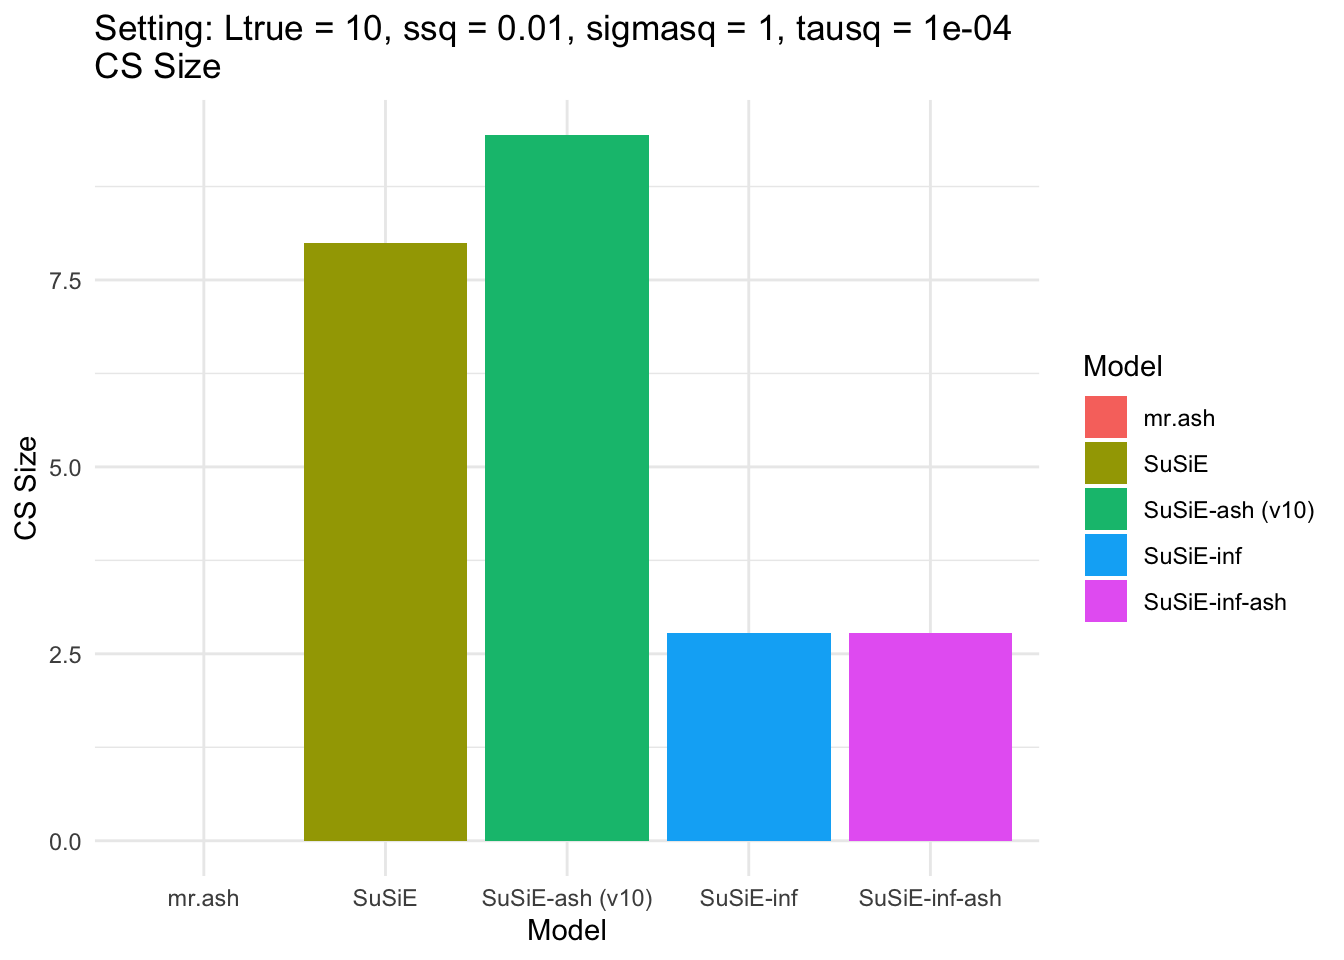 Setting: Ltrue = 10, ssq = 0.01, sigmasq = 1, tausq = 1e-04
CS Size
CS Size
7.5
5.0
2.5
0.0
mr.ash
SuSiE
SuSiE-ash (v10)
SuSiE-inf
SuSiE-inf-ash
Model
Model
mr.ash
SuSiE
SuSiE-ash (v10)
SuSiE-inf
SuSiE-inf-ash